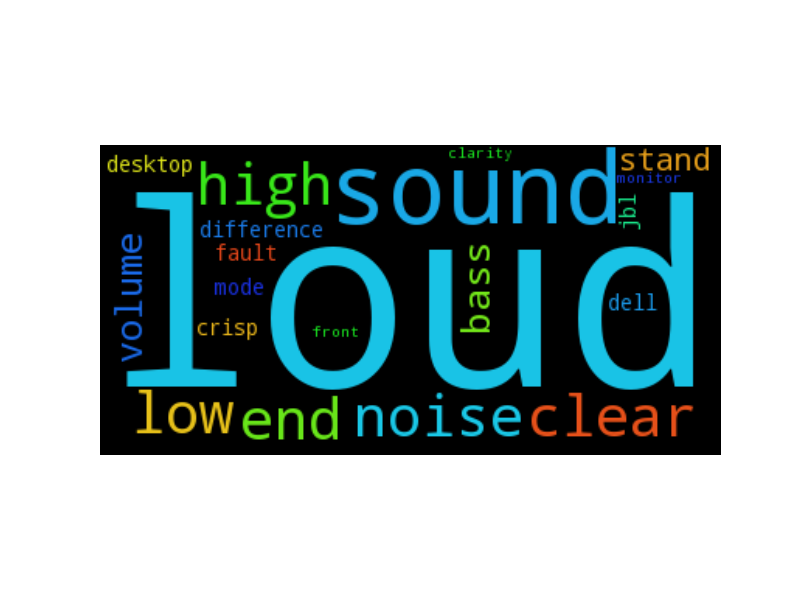 clarity
desktop
stand
high
sound
monitor
jbl
difference
fault
volume
loud
bass
mode
dell
crisp
front
low
end
noise
clear